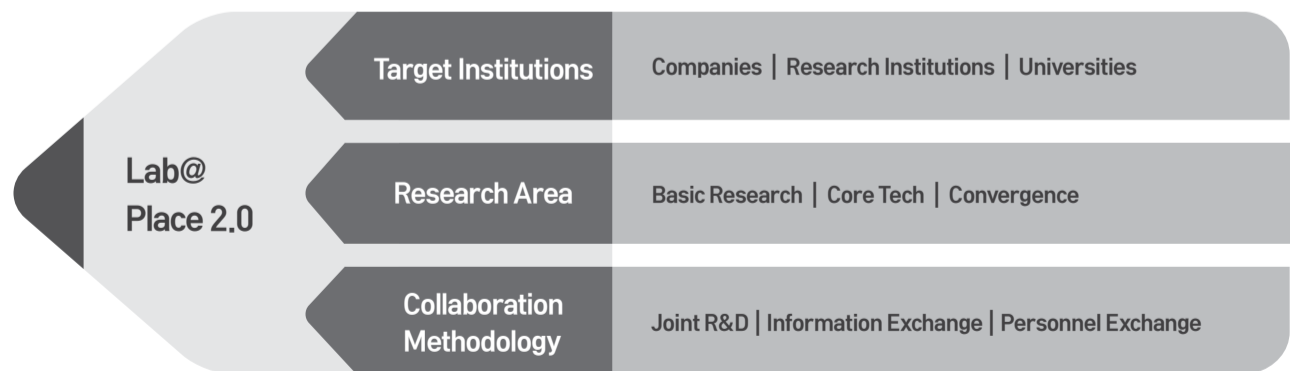 Lab@
Place 2.0
Target Institutions
Companies | Research Institutions | Universities
Research Area
Basic Research | Core Tech | Convergence
Collaboration
Methodology
Joint R&D | Information Exchange | Personnel Exchange